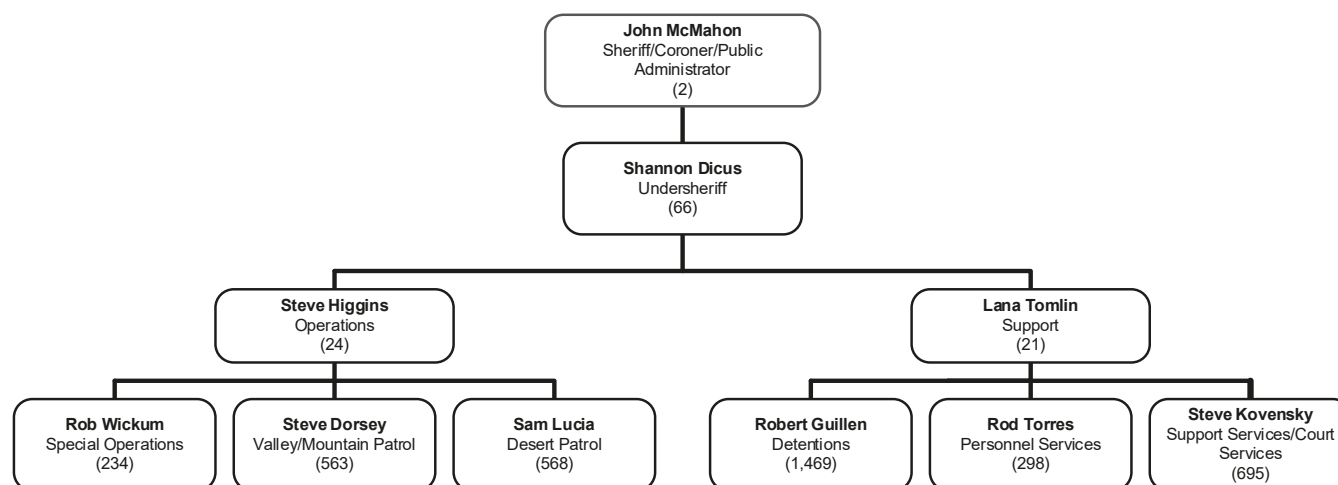 John McMahon
Sheriff/Coroner/Public
Administrator
(2)
Shannon Dicus
Undersheriff
(66)
Steve Higgins
Operations
(24)
Lana Tomlin
Support
(21)
Rob Wickum
Special Operations
(234)
Steve Dorsey
Valley/Mountain Patrol
(563)
Sam Lucia
Desert Patrol
(568)
Robert Guillen
Detentions
(1,469)
Rod Torres
Personnel Services
(298)
Steve Kovensky
Support Services/Court
Services
(695)